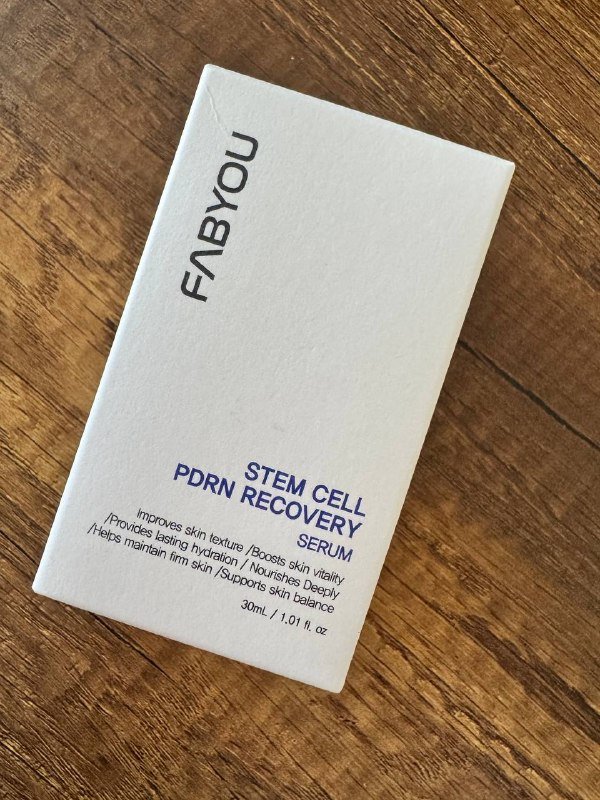 FABYOU
STEM CELL
PDRN RECOVERY
SERUM
Improves skin texture /Boosts skin vitality
/Provides lasting hydration / Nourishes Deeply
/Helps maintain firm skin /Supports skin balance
30mL / 1.01 fl. oz